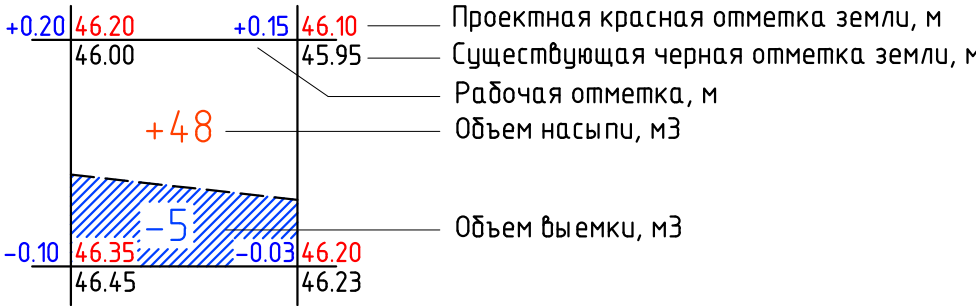 +0.20 46.20 +0.15 46.10 Проектная красная отметка земли, м
46.00 45.95 Существующая черная отметка земли, м
Рабочая отметка, м
+48 Объем насыпи, м3
-5 Объем выемки, м3
-0.10 46.35 -0.03 46.20
46.45 46.23